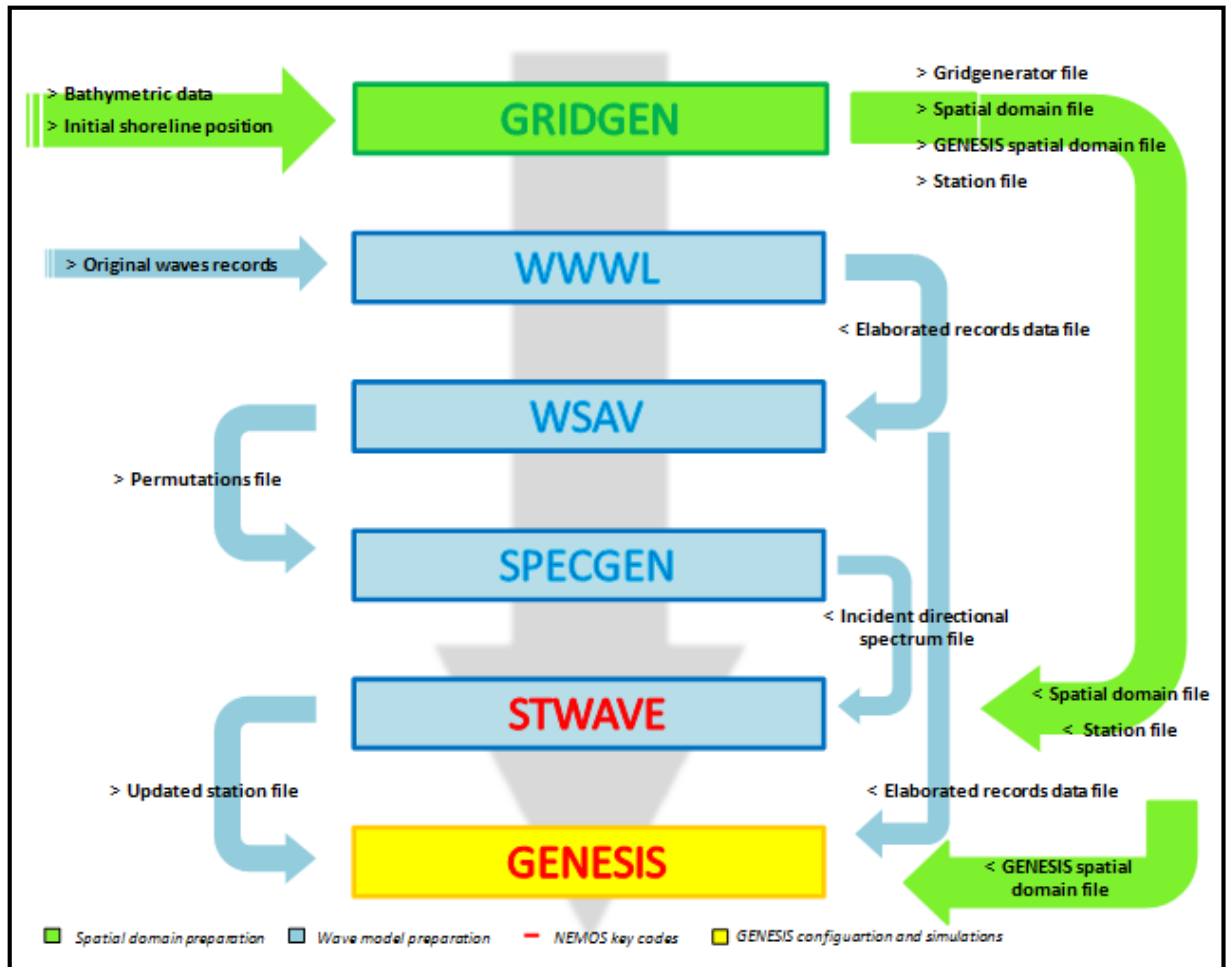 > Bathymetric data
> Initial shoreline position
GRIDGEN
> Gridgenerator file
> Spatial domain file
> GENESIS spatial domain file
> Station file
> Original waves records
WWWL
< Elaborated records data file
WSAV
> Permutations file
SPECGEN
< Incident directional
spectrum file
STWAVE
< Spatial domain file
< Station file
> Updated station file
< Elaborated records data file
GENESIS
< GENESIS spatial
domain file
Spatial domain preparation
Wave model preparation
NEMOS key codes
GENESIS configuartion and simulations